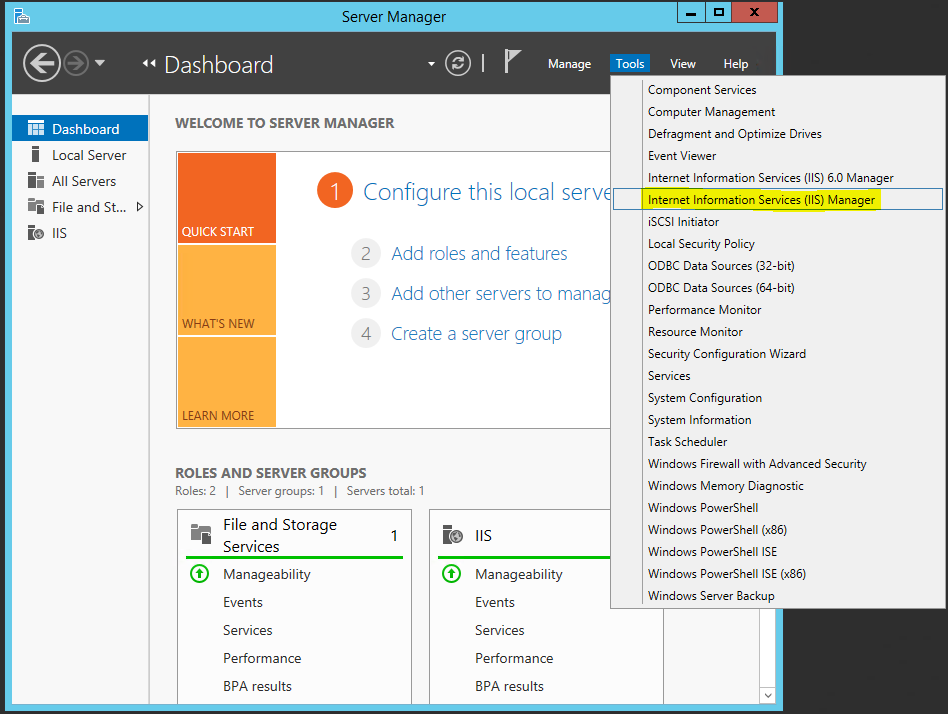 Server Manager
Dashboard
Manage
Tools
View
Help
Dashboard
Local Server
All Servers
File and St...
IIS
WELCOME TO SERVER MANAGER
QUICK START
WHAT'S NEW
LEARN MORE
1 Configure this local serve
2 Add roles and features
3 Add other servers to manag
4 Create a server group
ROLES AND SERVER GROUPS
Roles: 2 | Server groups: 1 | Servers total: 1
File and Storage
Services
1
Manageability
Events
Services
Performance
BPA results
IIS
Manageability
Events
Services
Performance
BPA results
Component Services
Computer Management
Defragment and Optimize Drives
Event Viewer
Internet Information Services (IIS) 6.0 Manager
Internet Information Services (IIS) Manager
iSCSI Initiator
Local Security Policy
ODBC Data Sources (32-bit)
ODBC Data Sources (64-bit)
Performance Monitor
Resource Monitor
Security Configuration Wizard
Services
System Configuration
System Information
Task Scheduler
Windows Firewall with Advanced Security
Windows Memory Diagnostic
Windows PowerShell
Windows PowerShell (x86)
Windows PowerShell ISE
Windows PowerShell ISE (x86)
Windows Server Backup